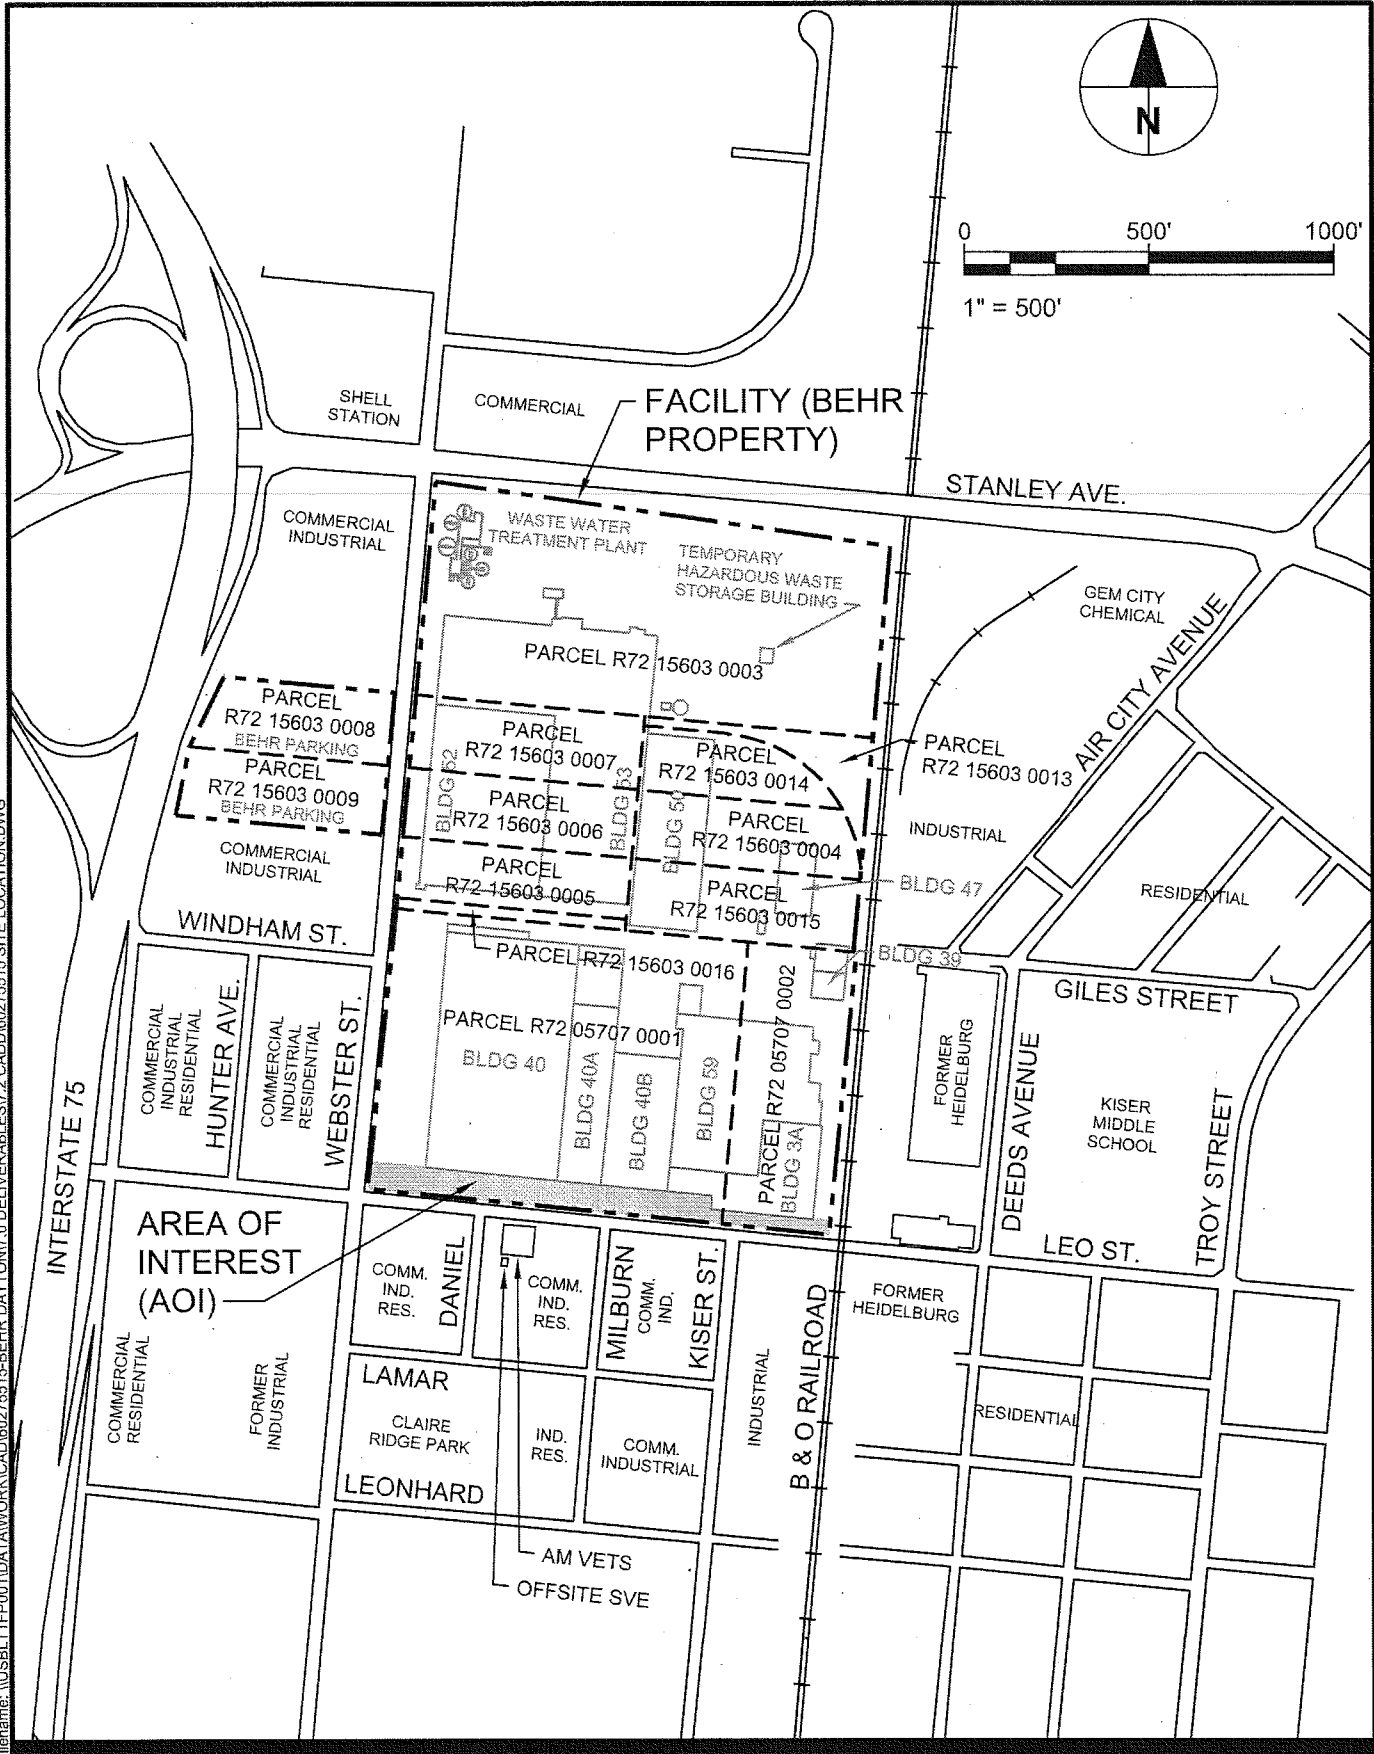 N
0 500' 1000'
1" = 500'
SHELL
STATION
COMMERCIAL
FACILITY (BEHR
PROPERTY)
STANLEY AVE.
COMMERCIAL
INDUSTRIAL
WASTE WATER
TREATMENT PLANT
TEMPORARY
HAZARDOUS WASTE
STORAGE BUILDING
GEM CITY
CHEMICAL
AIR CITY AVENUE
PARCEL R72 15603 0003
PARCEL
R72 15603 0008
BEHR PARKING
PARCEL
R72 15603 0009
BEHR PARKING
PARCEL
R72 15603 0007
PARCEL
R72 15603 0014
PARCEL
R72 15603 0013
BLDG 62
BLDG 53
BLDG 50
PARCEL
R72 15603 0006
PARCEL
R72 15603 0004
INDUSTRIAL
COMMERCIAL
INDUSTRIAL
PARCEL
R72 15603 0005
PARCEL
R72 15603 0015
BLDG 47
RESIDENTIAL
WINDHAM ST.
PARCEL R72 15603 0016
BLDG 39
GILES STREET
COMMERCIAL
INDUSTRIAL
RESIDENTIAL
HUNTER AVE.
COMMERCIAL
INDUSTRIAL
RESIDENTIAL
WEBSTER ST.
PARCEL R72 05707 0001
BLDG 40
BLDG 40A
BLDG 40B
BLDG 59
PARCEL R72 05707 0002
BLDG 3A
FORMER
HEIDELBURG
DEEDS AVENUE
KISER
MIDDLE
SCHOOL
TROY STREET
INTERSTATE 75
AREA OF
INTEREST
(AOI)
LEO ST.
COMM.
IND.
RES.
DANIEL
COMM.
IND.
RES.
MILBURN
COMM.
IND.
KISER ST.
INDUSTRIAL
B & O RAILROAD
FORMER
HEIDELBURG
COMMERCIAL
RESIDENTIAL
FORMER
INDUSTRIAL
LAMAR
CLAIRE
RIDGE PARK
IND.
RES.
COMM.
INDUSTRIAL
RESIDENTIAL
LEONHARD
AM VETS
OFFSITE SVE